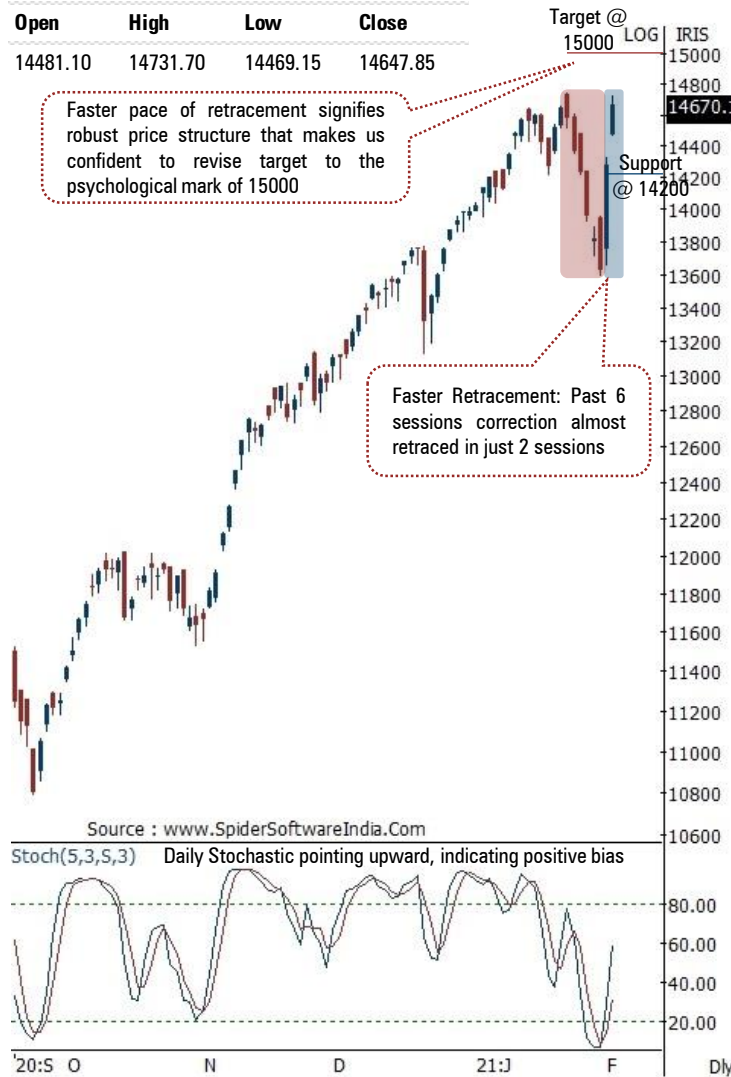 Open High Low Close
14481.10 14731.70 14469.15 14647.85
Target @
15000
LOG IRIS
15000
14800
14400
14200
14000
13800
13600
13400
13200
13000
12800
12600
12400
12200
12000
11800
11600
11400
11200
11000
10800
10600
Faster pace of retracement signifies
robust price structure that makes us
confident to revise target to the
psychological mark of 15000
Support
@ 14200
Faster Retracement: Past 6
sessions correction almost
retraced in just 2 sessions
Source : www.SpiderSoftwareIndia.Com
Stoch(5,3,S,3) Daily Stochastic pointing upward, indicating positive bias
80.00
60.00
40.00
20.00
'20:S O N D 21:J F Dly